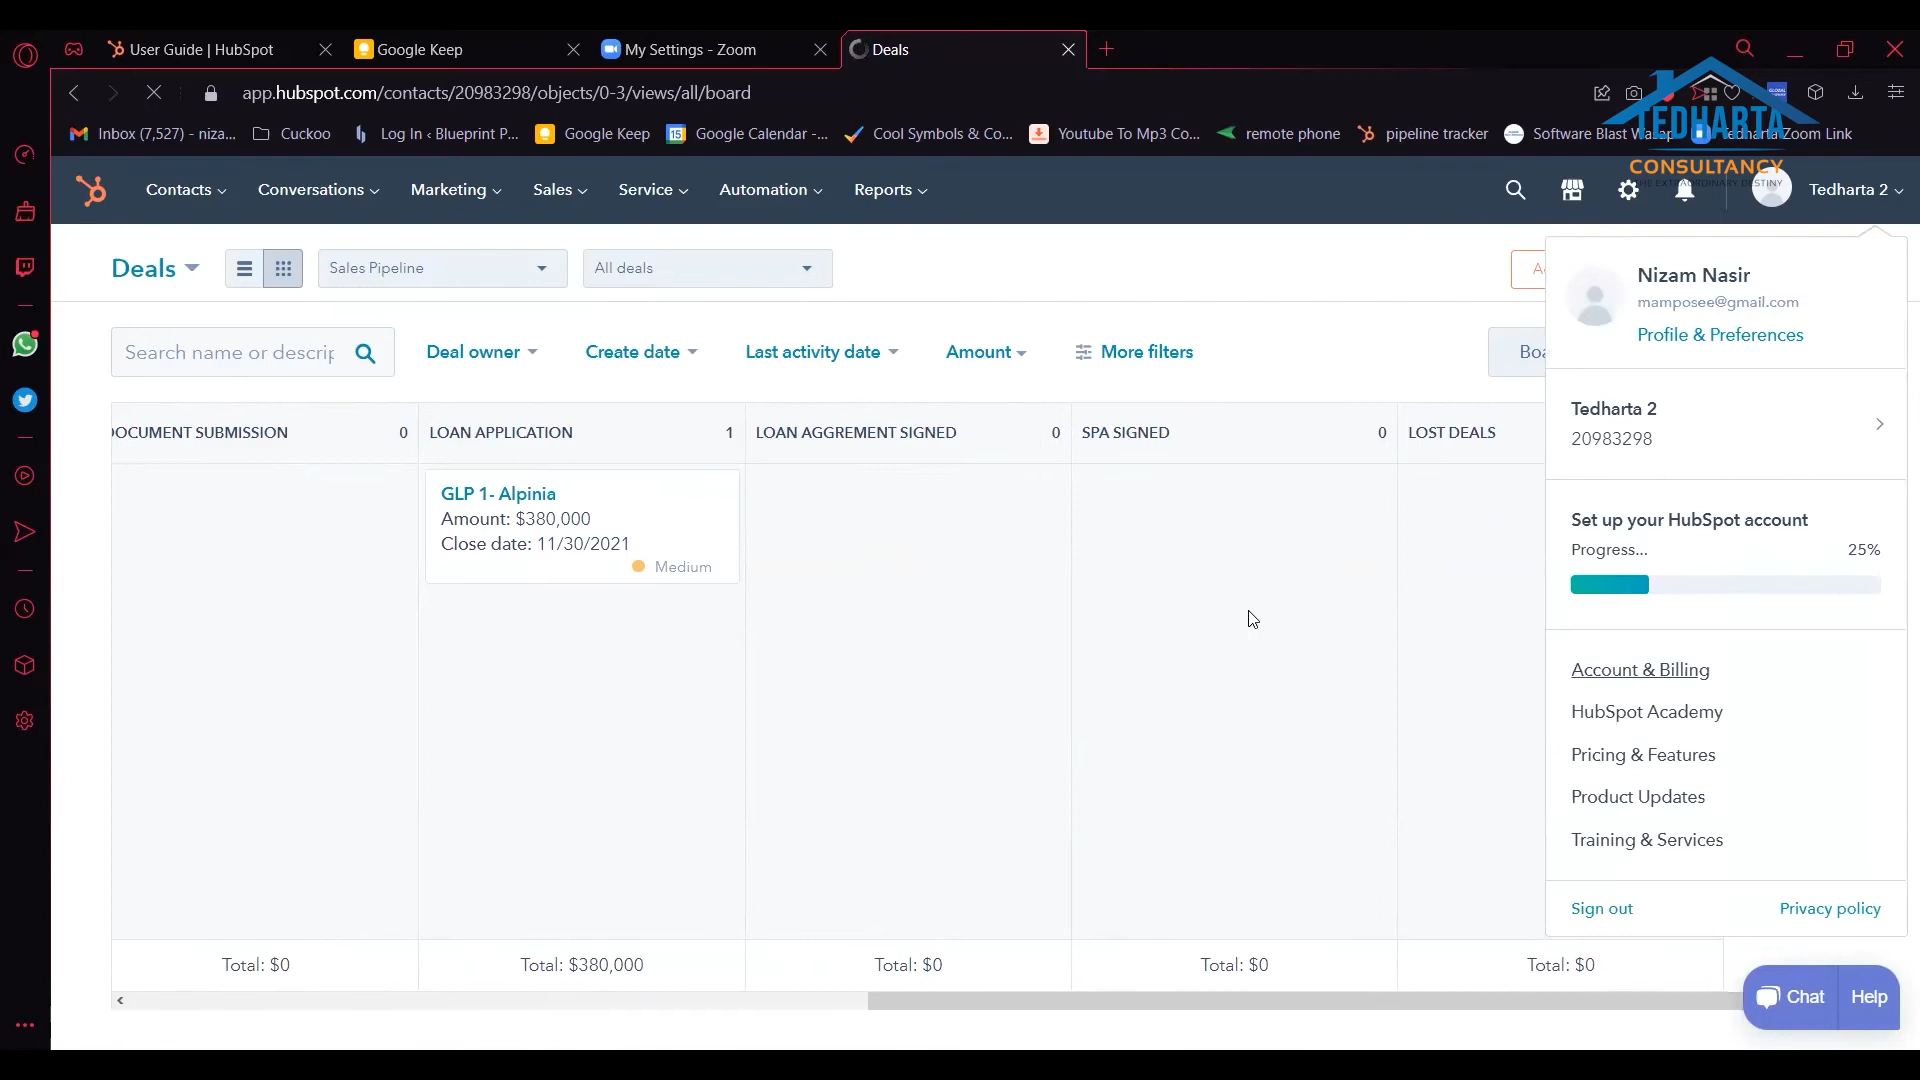 User Guide | HubSpot
Google Keep
My Settings - Zoom
Deals
app.hubspot.com/contacts/20983298/objects/0-3/views/all/board
Inbox (7,527) - niza...
Cuckoo
Log In ‹ Blueprint P...
Google Keep
Google Calendar -...
Cool Symbols & Co...
Youtube To Mp3 Co...
remote phone
pipeline tracker
Software Blast Wasap
Tedharta Zoom Link
TEDHARTA
CONSULTANCY
Contacts
Conversations
Marketing
Sales
Service
Automation
Reports
Tedharta 2
Deals
Sales Pipeline
All deals
Search name or descrip
Deal owner
Create date
Last activity date
Amount
More filters
Boa
Nizam Nasir
mamposee@gmail.com
Profile & Preferences
Tedharta 2
20983298
Set up your HubSpot account
Progress... 25%
Account & Billing
HubSpot Academy
Pricing & Features
Product Updates
Training & Services
Sign out
Privacy policy
OCUMENT SUBMISSION 0
LOAN APPLICATION 1
LOAN AGGREMENT SIGNED 0
SPA SIGNED 0
LOST DEALS
GLP 1- Alpinia
Amount: $380,000
Close date: 11/30/2021
Medium
Total: $0
Total: $380,000
Total: $0
Total: $0
Total: $0
Chat
Help